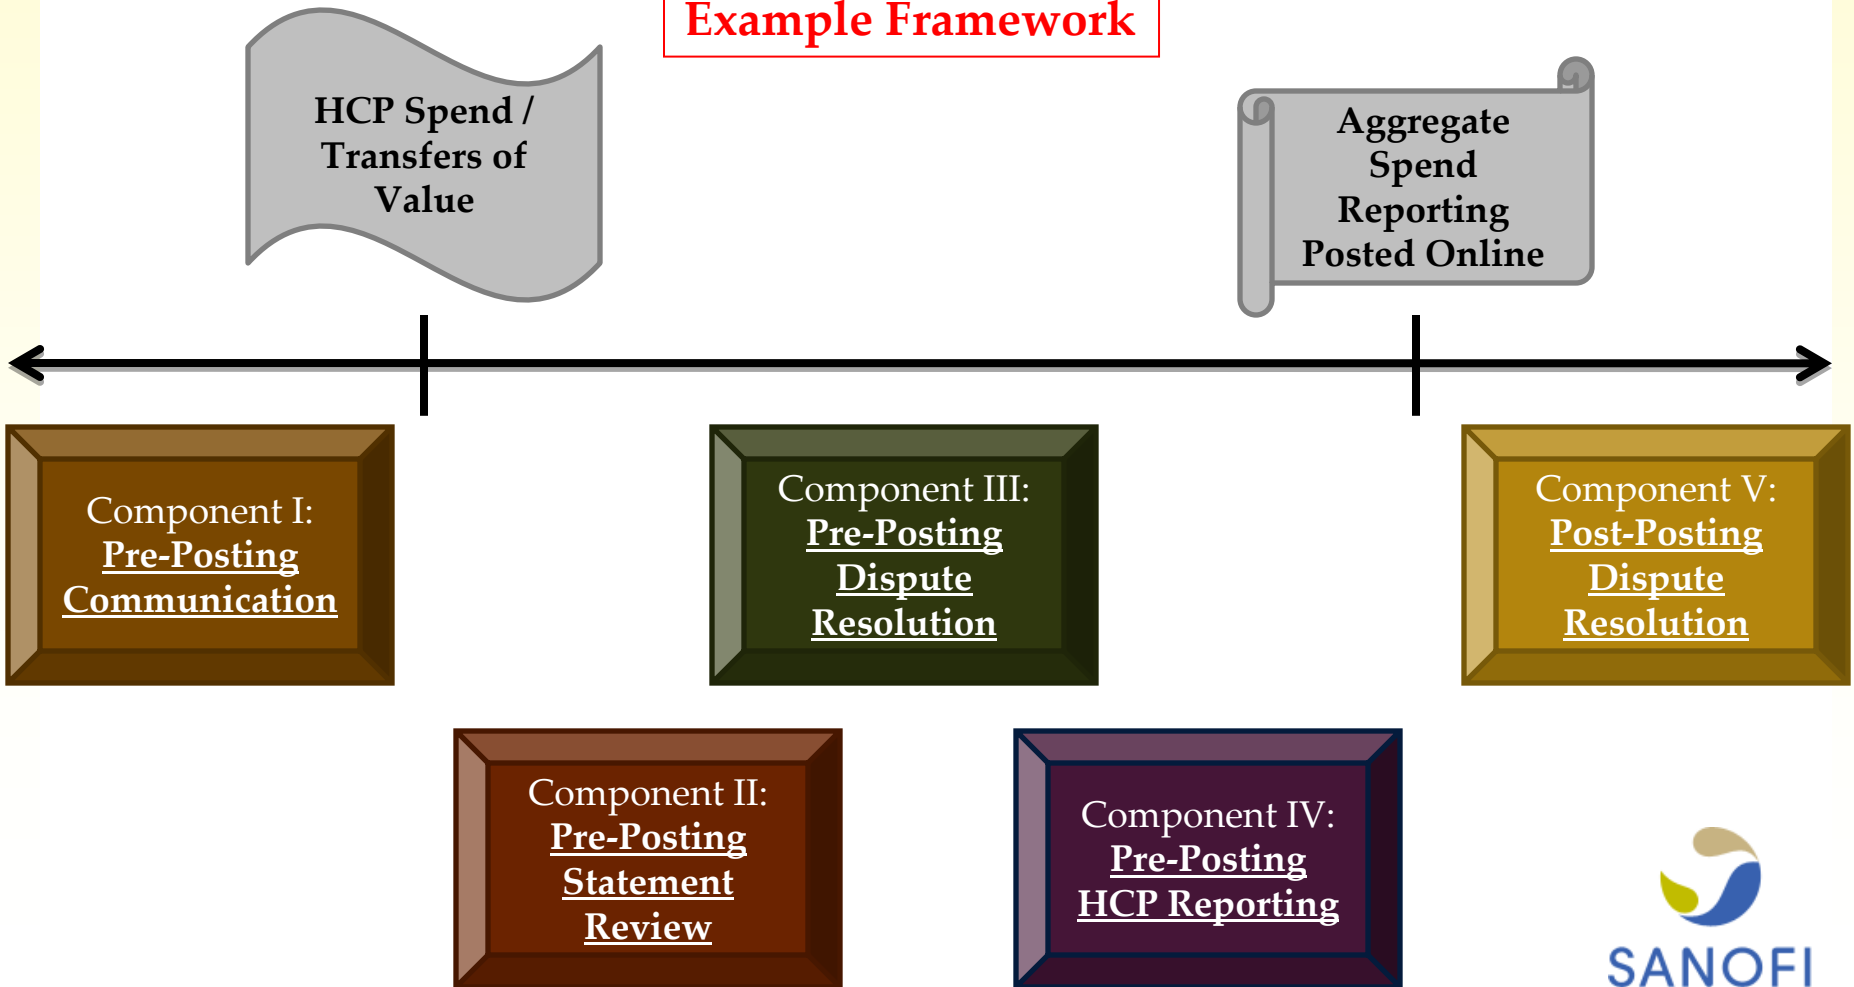 Example Framework
HCP Spend /
Transfers of
Value
Aggregate
Spend
Reporting
Posted Online
Component I:
Pre-Posting
Communication
Component III:
Pre-Posting
Dispute
Resolution
Component V:
Post-Posting
Dispute
Resolution
Component II:
Pre-Posting
Statement
Review
Component IV:
Pre-Posting
HCP Reporting
SANOFI